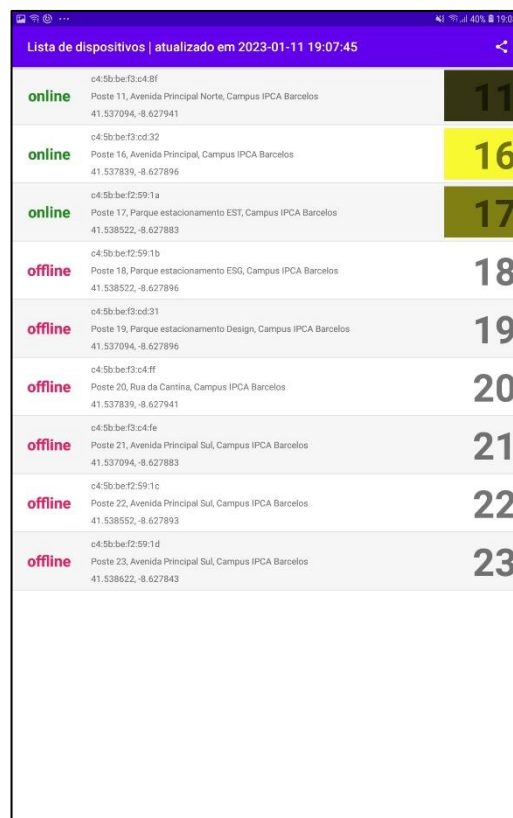 40% 19:0
Lista de dispositivos | atualizado em 2023-01-11 19:07:45
online
c4:5b:be:f3:c4:8f
Poste 11, Avenida Principal Norte, Campus IPCA Barcelos
41.537094, -8.627941
11
online
c4:5b:be:f3:cd:32
Poste 16, Avenida Principal, Campus IPCA Barcelos
41.537839, -8.627896
16
online
c4:5b:be:f2:59:1a
Poste 17, Parque estacionamento EST, Campus IPCA Barcelos
41.538522, -8.627883
17
offline
c4:5b:be:f2:59:1b
Poste 18, Parque estacionamento ESG, Campus IPCA Barcelos
41.538522, -8.627896
18
offline
c4:5b:be:f3:cd:31
Poste 19, Parque estacionamento Design, Campus IPCA Barcelos
41.537094, -8.627896
19
offline
c4:5b:be:f3:c4:ff
Poste 20, Rua da Cantina, Campus IPCA Barcelos
41.537839, -8.627941
20
offline
c4:5b:be:f3:c4:fe
Poste 21, Avenida Principal Sul, Campus IPCA Barcelos
41.537094, -8.627883
21
offline
c4:5b:be:f2:59:1c
Poste 22, Avenida Principal Sul, Campus IPCA Barcelos
41.538552, -8.627893
22
offline
c4:5b:be:f2:59:1d
Poste 23, Avenida Principal Sul, Campus IPCA Barcelos
41.538622, -8.627843
23